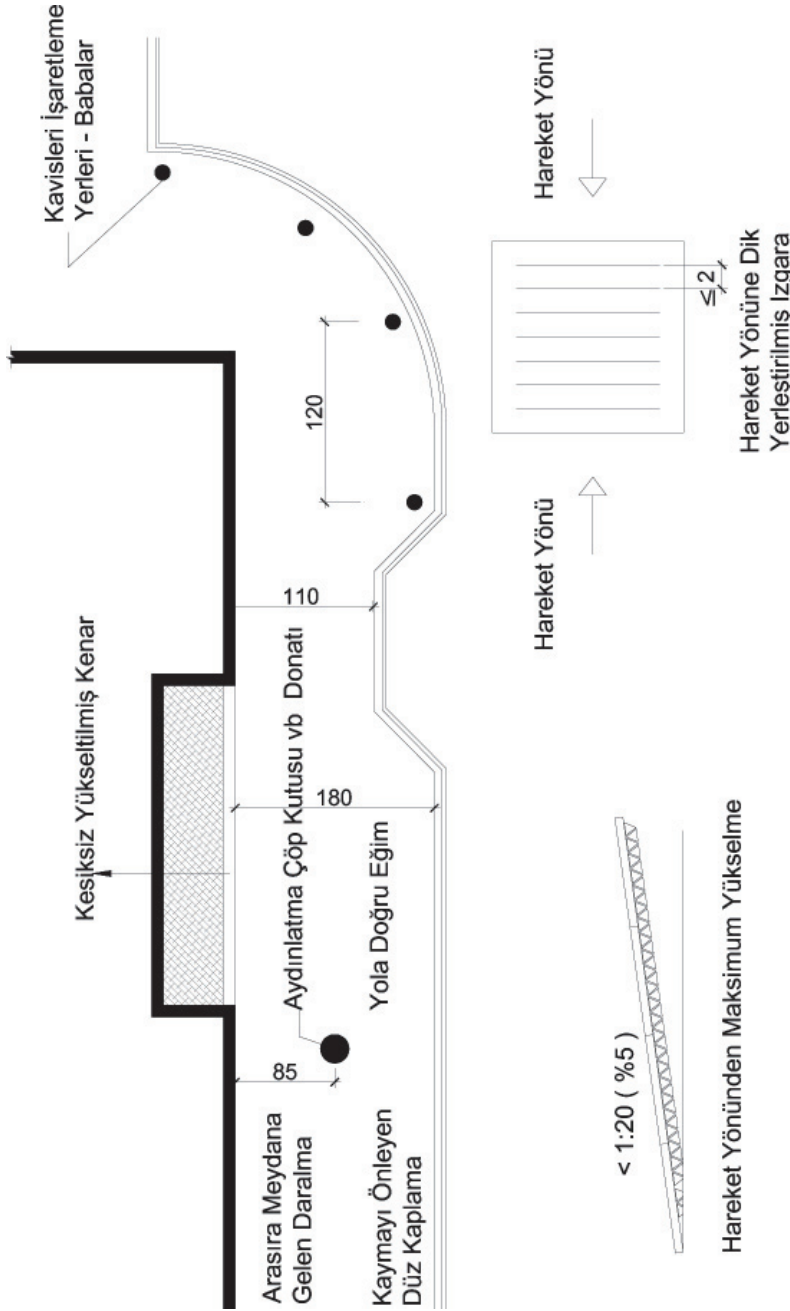 Kavisleri İşaretleme
Yerleri - Babalar
Kesiksiz Yükseltilmiş Kenar
120
110
180
85
Aydınlatma Çöp Kutusu vb Donatı
Yola Doğru Eğim
Arasıra Meydana
Gelen Daralma
Kaymayı Önleyen
Düz Kaplama
Hareket Yönü
Hareket Yönü
≤ 2
Hareket Yönüne Dik
Yerleştirilmiş Izgara
< 1:20 ( %5 )
Hareket Yönünden Maksimum Yükselme